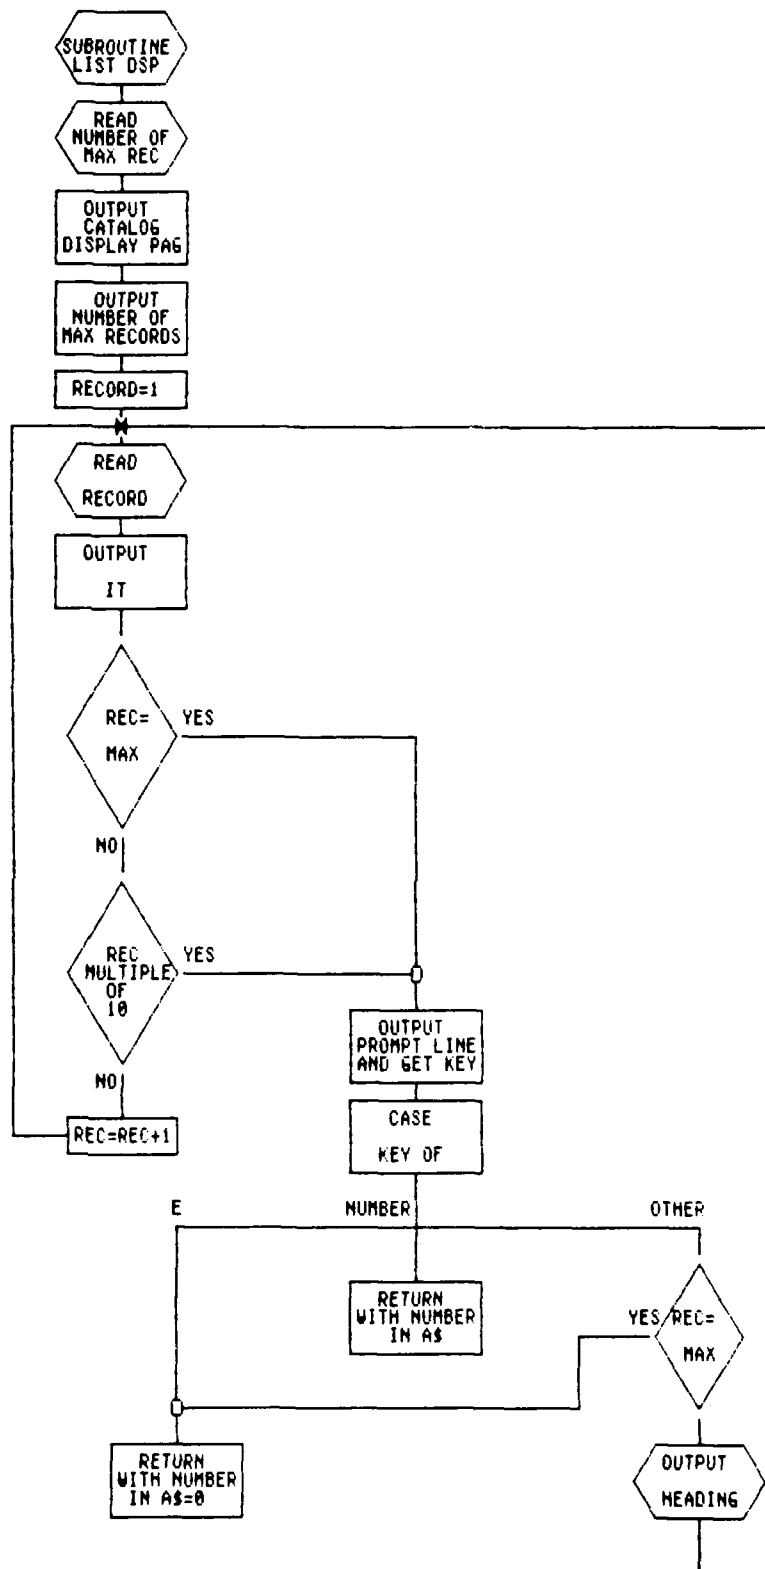 SUBROUTINE
LIST DSP
READ
NUMBER OF
MAX REC
OUTPUT
CATALOG
DISPLAY PAG
OUTPUT
NUMBER OF
MAX RECORDS
RECORD=1
READ
RECORD
OUTPUT
IT
REC= YES
MAX
NO
REC YES
MULTIPLE
OF
10
NO
REC=REC+1
OUTPUT
PROMPT LINE
AND GET KEY
CASE
KEY OF
E NUMBER OTHER
RETURN
WITH NUMBER
IN A$
YES REC=
MAX
RETURN
WITH NUMBER
IN A$=0
OUTPUT
HEADING